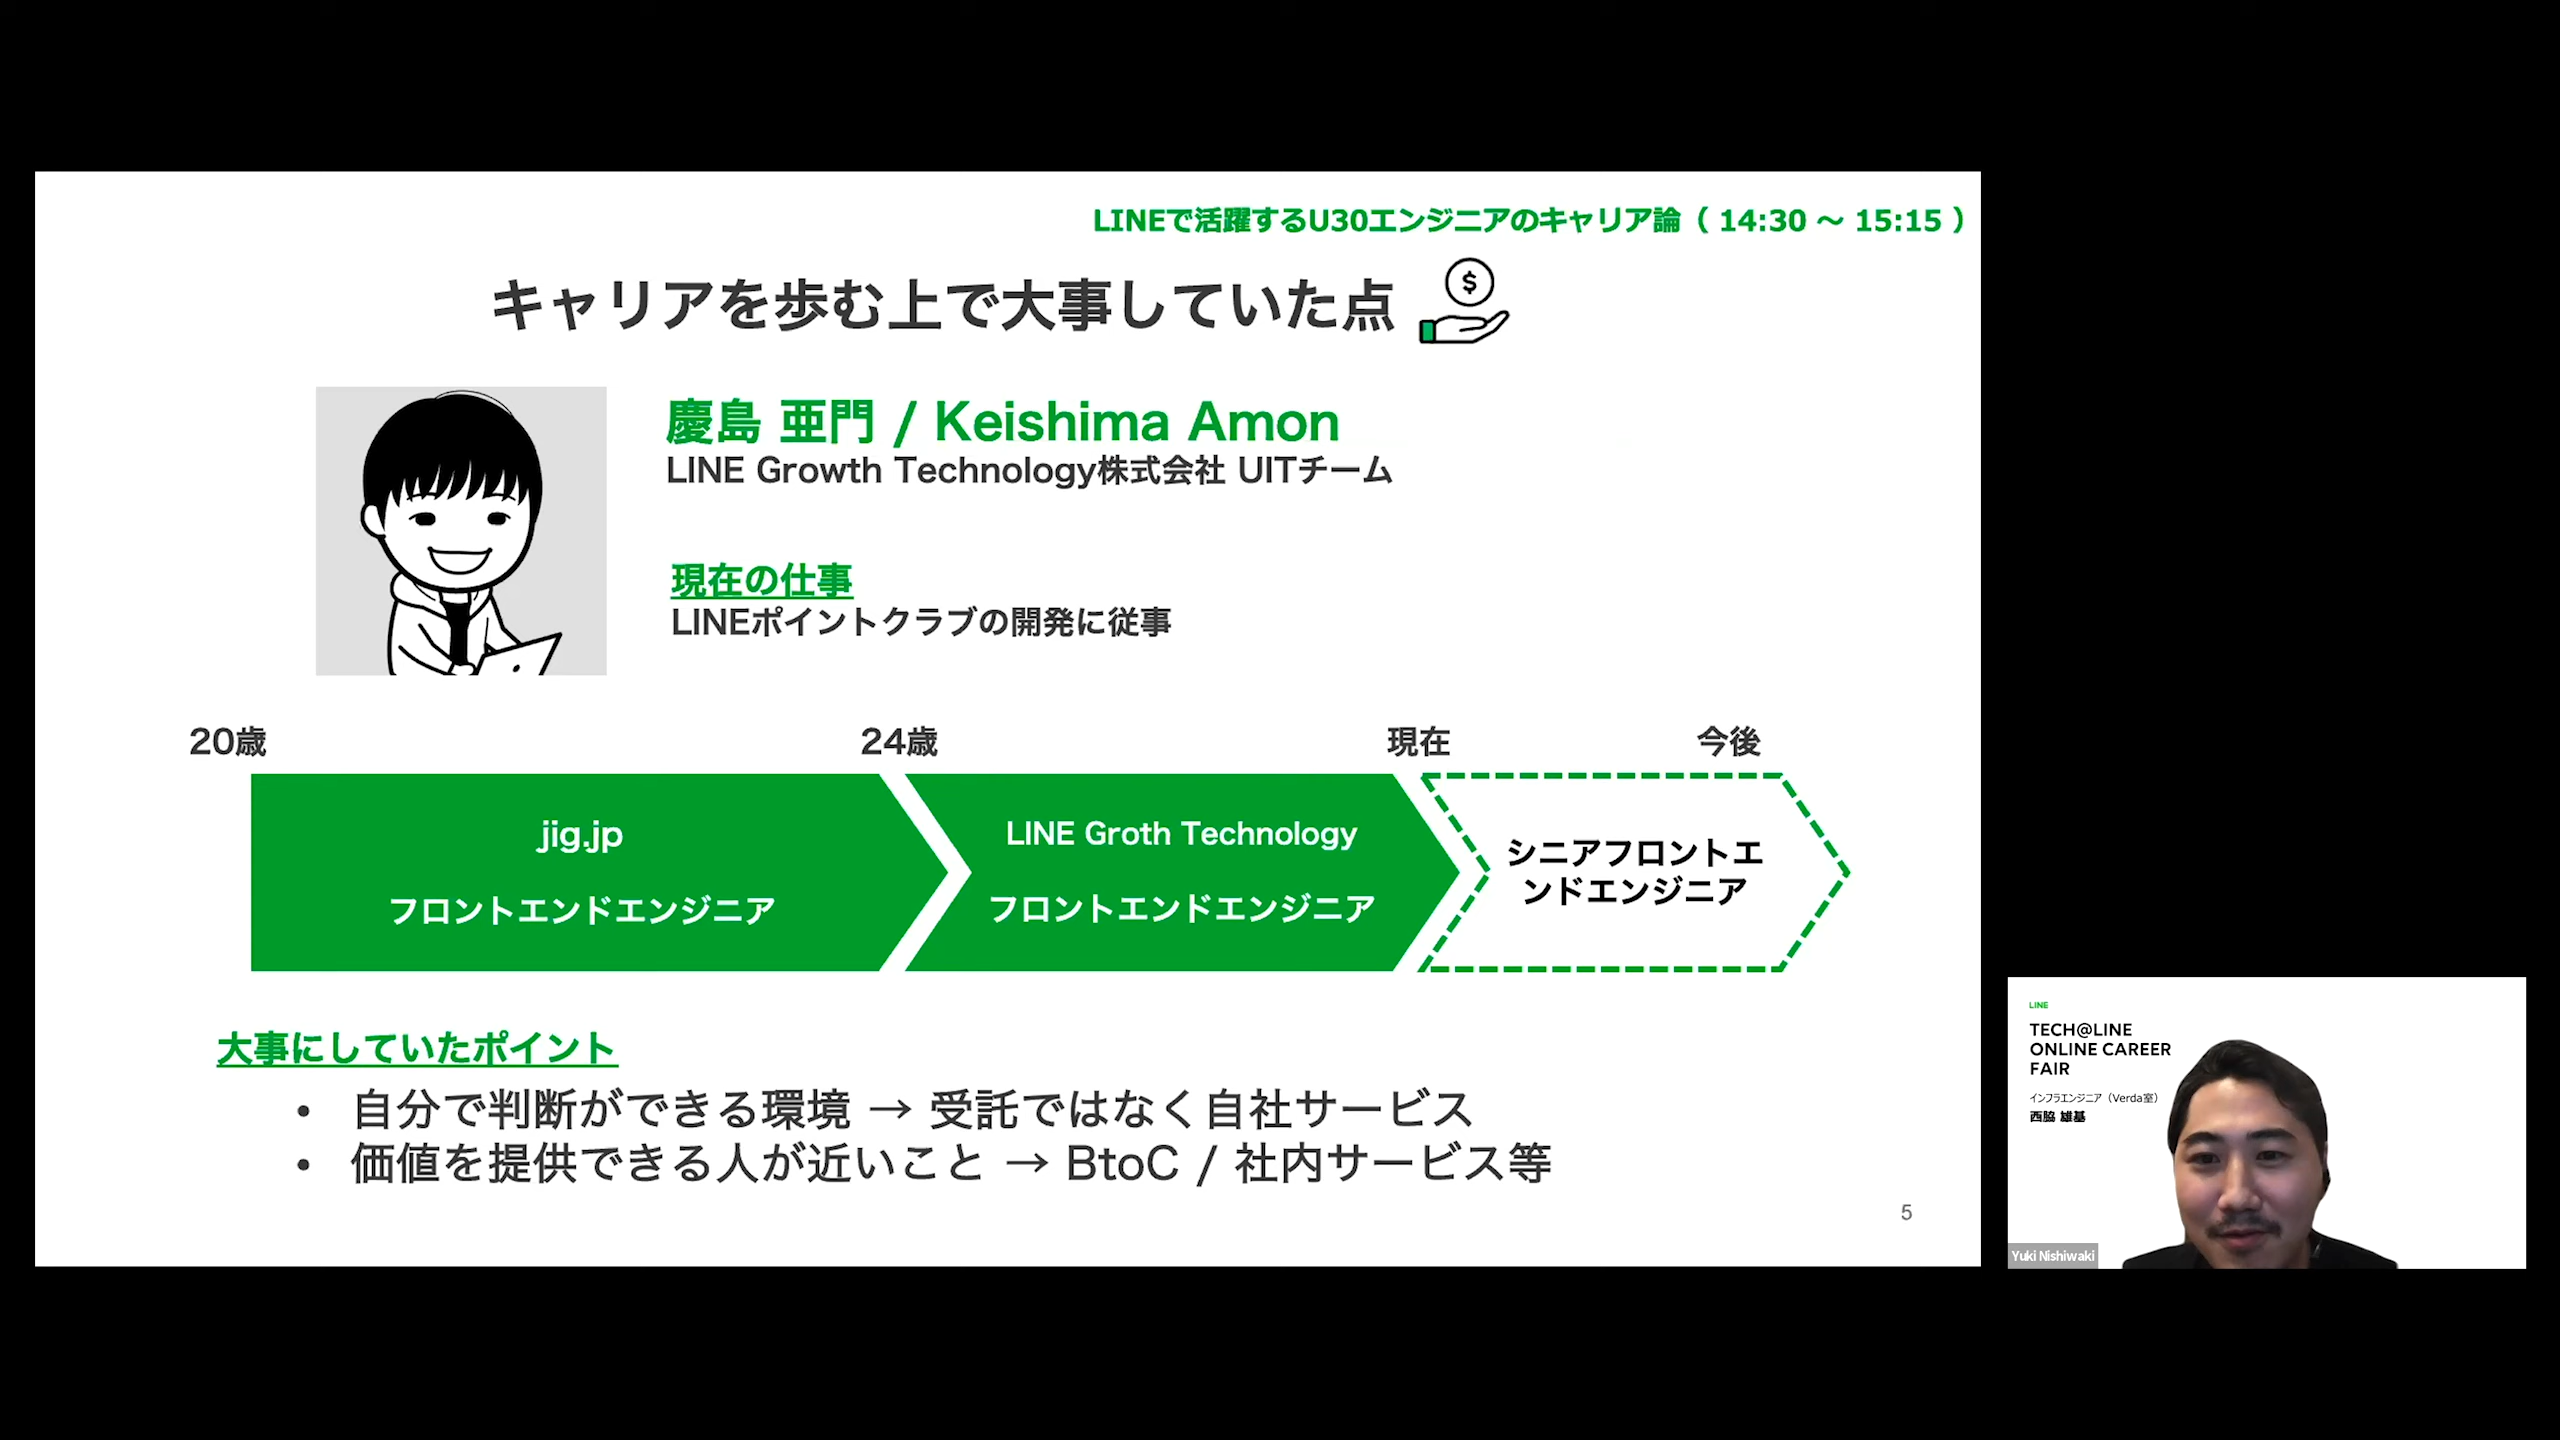 LINEで活躍するU30エンジニアのキャリア論（ 14:30 〜 15:15 ）
キャリアを歩む上で大事していた点
$
慶島 亜門 / Keishima Amon
LINE Growth Technology株式会社 UITチーム
現在の仕事
LINEポイントクラブの開発に従事
20歳
24歳
現在
今後
jig.jp
フロントエンドエンジニア
LINE Groth Technology
フロントエンドエンジニア
シニアフロントエ
ンドエンジニア
大事にしていたポイント
• 自分で判断ができる環境 → 受託ではなく自社サービス
• 価値を提供できる人が近いこと → BtoC / 社内サービス等
5
LINE
TECH@LINE
ONLINE CAREER
FAIR
インフラエンジニア（Verda室）
西脇 雄基
Yuki Nishiwaki